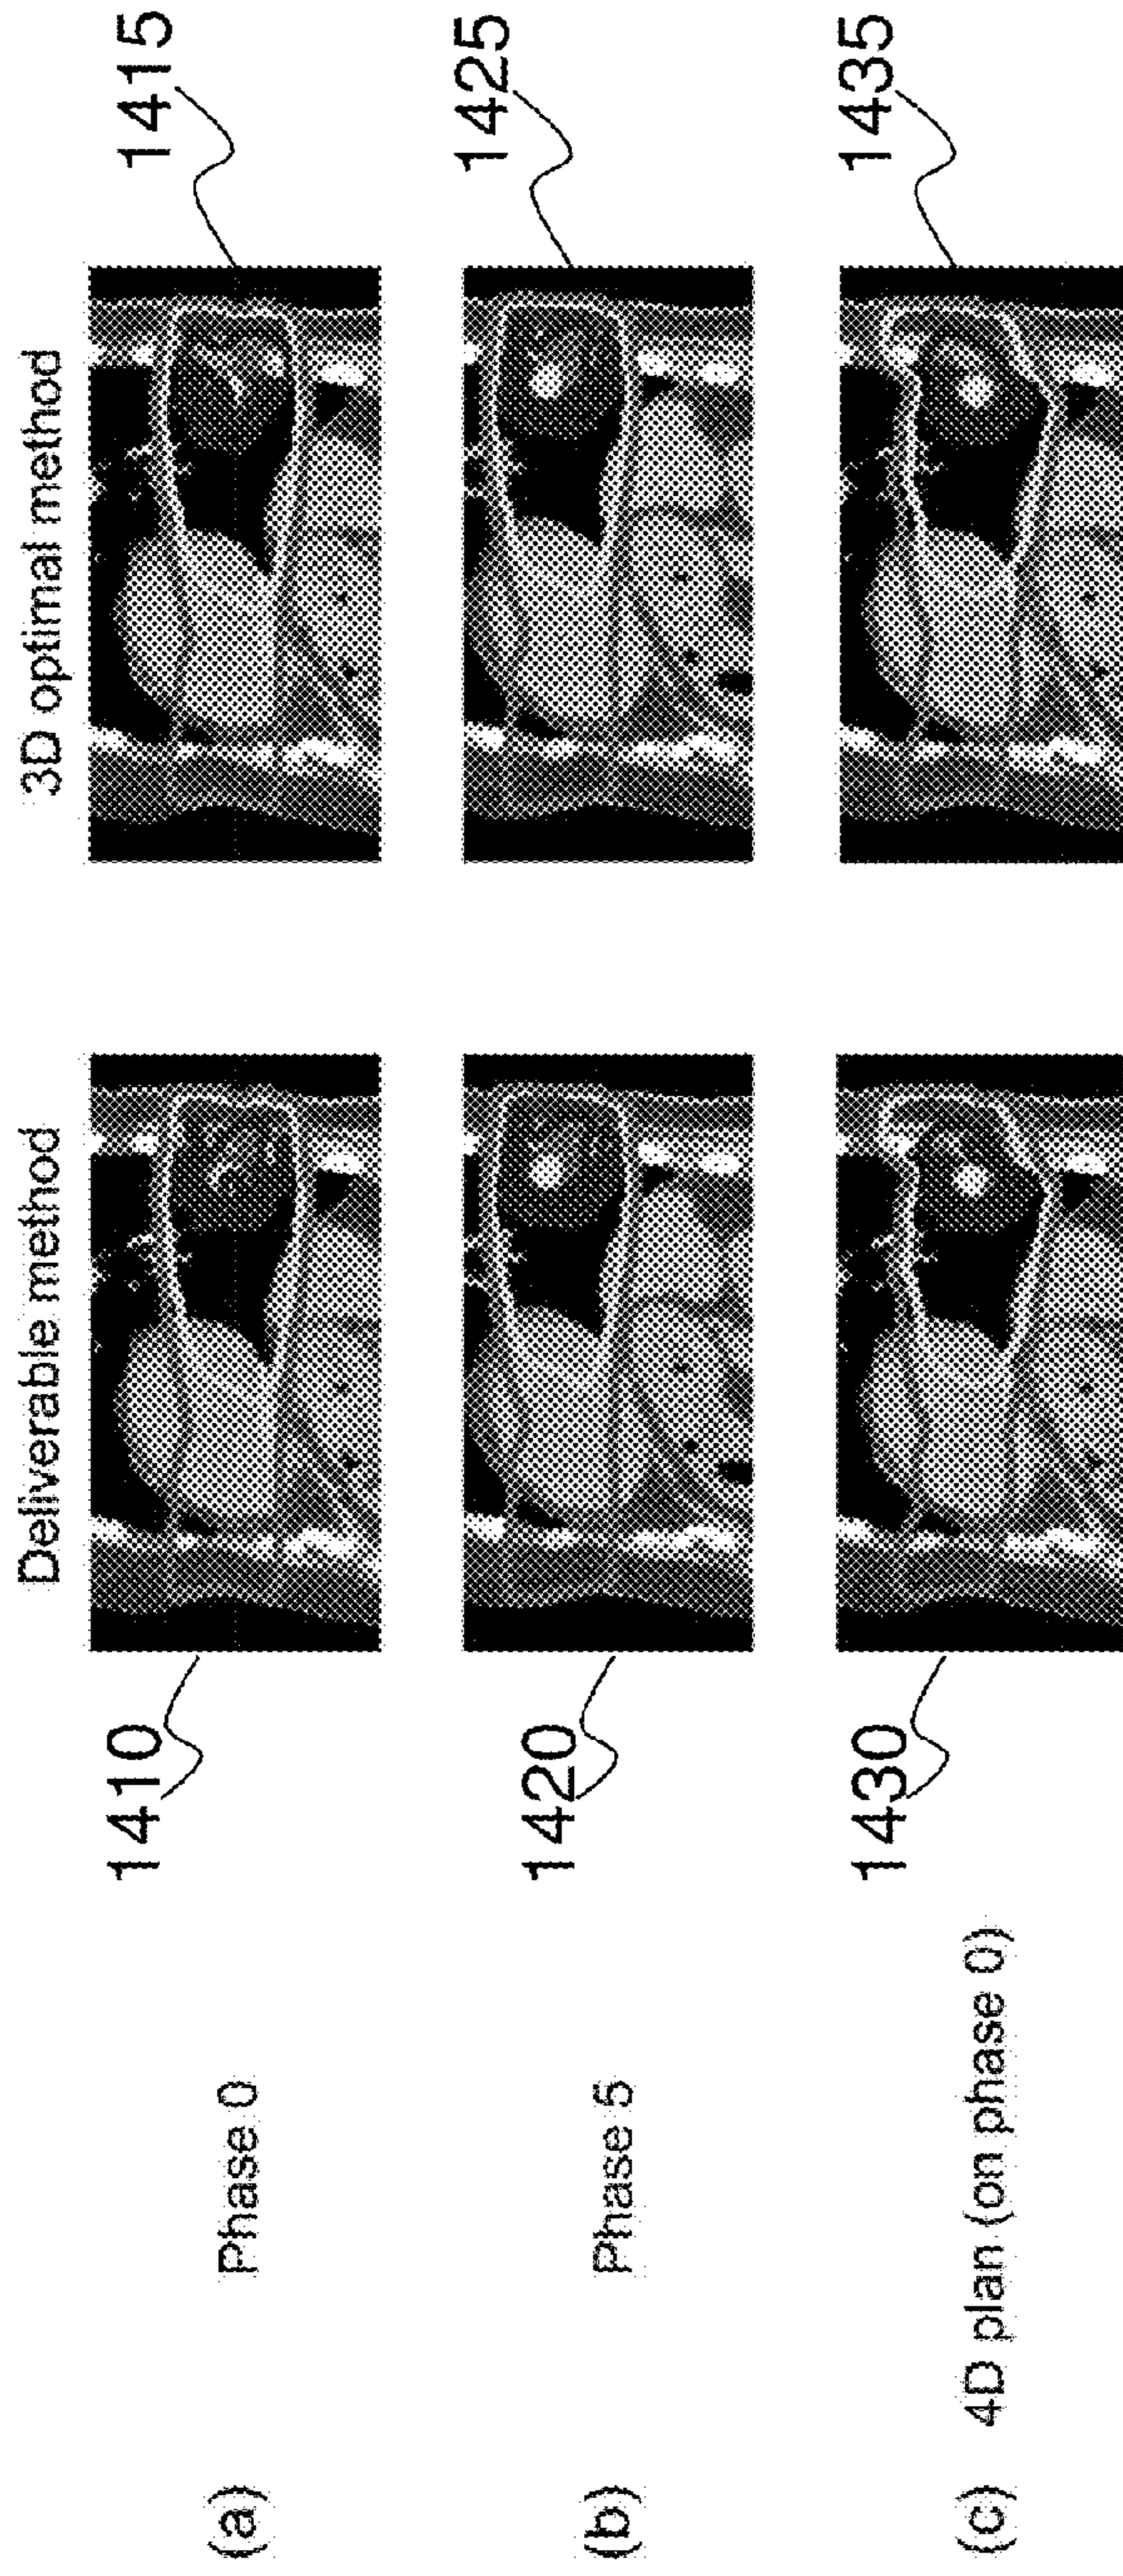 Deliverable method 3D optimal method
(a) Phase 0 1410 1415
(b) Phase 5 1420 1425
(c) 4D plan (on phase 0) 1430 1435